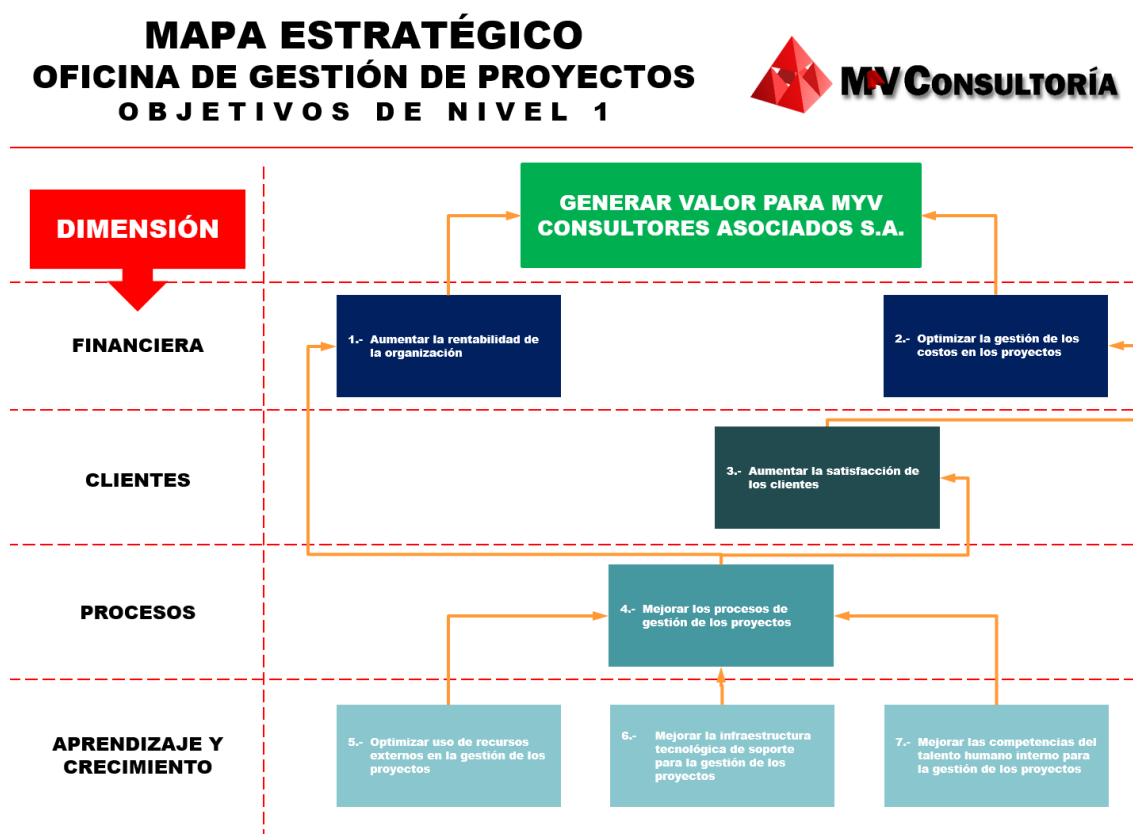 MAPA ESTRATÉGICO
OFICINA DE GESTIÓN DE PROYECTOS
OBJETIVOS DE NIVEL 1
MYV CONSULTORÍA
DIMENSIÓN
GENERAR VALOR PARA MYV
CONSULTORES ASOCIADOS S.A.
FINANCIERA
1.- Aumentar la rentabilidad de
la organización
2.- Optimizar la gestión de los
costos en los proyectos
CLIENTES
3.- Aumentar la satisfacción de
los clientes
PROCESOS
4.- Mejorar los procesos de
gestión de los proyectos
APRENDIZAJE Y
CRECIMIENTO
5.- Optimizar uso de recursos
externos en la gestión de los
proyectos
6.- Mejorar la infraestructura
tecnológica de soporte
para la gestión de los
proyectos
7.- Mejorar las competencias del
talento humano interno para
la gestión de los proyectos